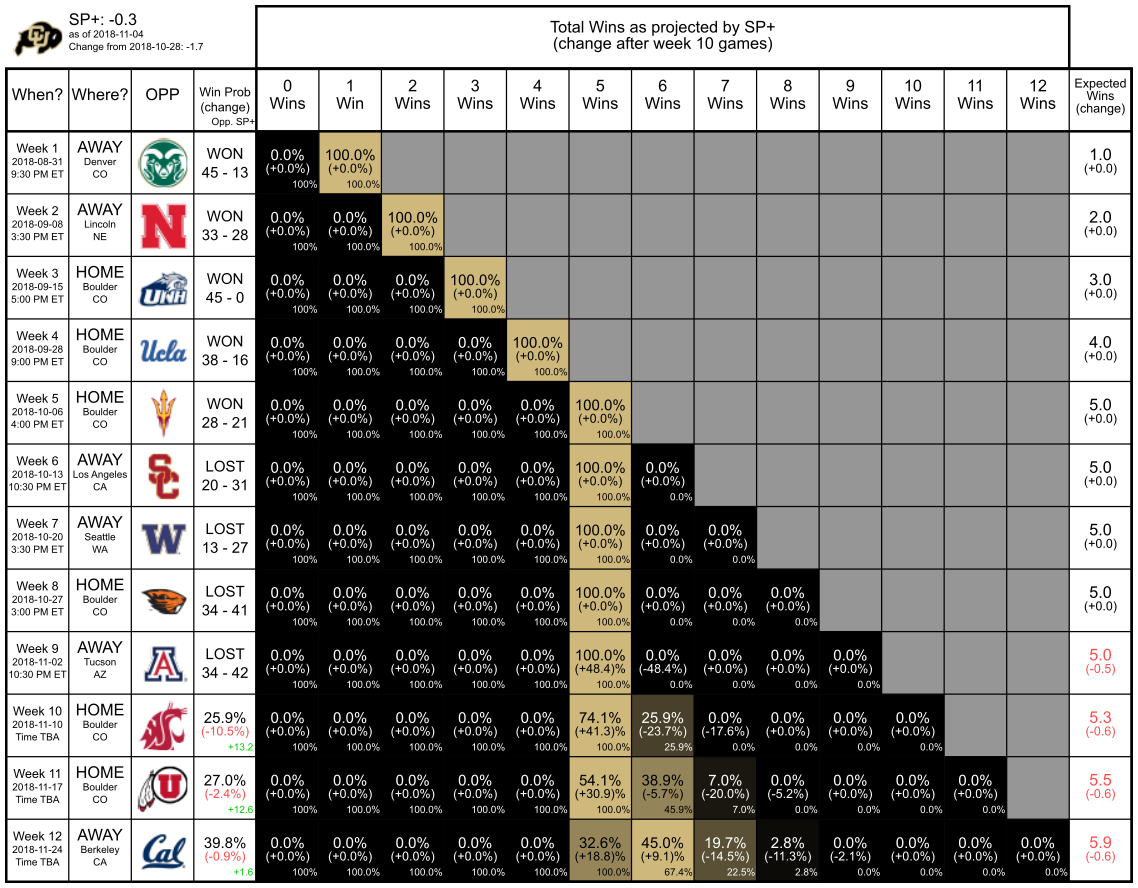 SP+: -0.3
as of 2018-11-04
Change from 2018-10-28: -1.7
Total Wins as projected by SP+
(change after week 10 games)
When? Where? OPP Win Prob (change) Opp. SP+ 0 Wins 1 Win 2 Wins 3 Wins 4 Wins 5 Wins 6 Wins 7 Wins 8 Wins 9 Wins 10 Wins 11 Wins 12 Wins Expected Wins (change)
Week 1 AWAY WON 0.0% 100.0% 1.0
2018-08-31 Denver (+0.0%) (+0.0%) (+0.0)
9:30 PM ET CO 45 - 13 100% 100.0%
Week 2 AWAY N WON 0.0% 0.0% 100.0% 2.0
2018-09-08 Lincoln (+0.0%) (+0.0%) (+0.0%) (+0.0)
3:30 PM ET NE 33 - 28 100% 100.0% 100.0%
Week 3 HOME UNH WON 0.0% 0.0% 0.0% 100.0% 3.0
2018-09-15 Boulder (+0.0%) (+0.0%) (+0.0%) (+0.0%) (+0.0)
5:00 PM ET CO 45 - 0 100% 100.0% 100.0% 100.0%
Week 4 HOME Ucla WON 0.0% 0.0% 0.0% 0.0% 100.0% 4.0
2018-09-28 Boulder (+0.0%) (+0.0%) (+0.0%) (+0.0%) (+0.0%) (+0.0)
9:00 PM ET CO 38 - 16 100% 100.0% 100.0% 100.0% 100.0%
Week 5 HOME WON 0.0% 0.0% 0.0% 0.0% 0.0% 100.0% 5.0
2018-10-06 Boulder (+0.0%) (+0.0%) (+0.0%) (+0.0%) (+0.0%) (+0.0%) (+0.0)
4:00 PM ET CO 28 - 21 100% 100.0% 100.0% 100.0% 100.0% 100.0%
Week 6 AWAY SC LOST 0.0% 0.0% 0.0% 0.0% 0.0% 100.0% 0.0% 5.0
2018-10-13 Los Angeles (+0.0%) (+0.0%) (+0.0%) (+0.0%) (+0.0%) (+0.0%) (+0.0%) (+0.0)
10:30 PM ET CA 20 - 31 100% 100.0% 100.0% 100.0% 100.0% 100.0% 0.0%
Week 7 AWAY W LOST 0.0% 0.0% 0.0% 0.0% 0.0% 100.0% 0.0% 0.0% 5.0
2018-10-20 Seattle (+0.0%) (+0.0%) (+0.0%) (+0.0%) (+0.0%) (+0.0%) (+0.0%) (+0.0%) (+0.0)
3:30 PM ET WA 13 - 27 100% 100.0% 100.0% 100.0% 100.0% 100.0% 0.0% 0.0%
Week 8 HOME LOST 0.0% 0.0% 0.0% 0.0% 0.0% 100.0% 0.0% 0.0% 0.0% 5.0
2018-10-27 Boulder (+0.0%) (+0.0%) (+0.0%) (+0.0%) (+0.0%) (+0.0%) (+0.0%) (+0.0%) (+0.0%) (+0.0)
3:00 PM ET CO 34 - 41 100% 100.0% 100.0% 100.0% 100.0% 100.0% 0.0% 0.0% 0.0%
Week 9 AWAY A LOST 0.0% 0.0% 0.0% 0.0% 0.0% 100.0% 0.0% 0.0% 0.0% 0.0% 5.0
2018-11-02 Tucson (+0.0%) (+0.0%) (+0.0%) (+0.0%) (+0.0%) (+48.4)% (-48.4%) (+0.0%) (+0.0%) (+0.0%) (-0.5)
10:30 PM ET AZ 34 - 42 100% 100.0% 100.0% 100.0% 100.0% 100.0% 0.0% 0.0% 0.0% 0.0%
Week 10 HOME 25.9% 0.0% 0.0% 0.0% 0.0% 0.0% 74.1% 25.9% 0.0% 0.0% 0.0% 0.0% 5.3
2018-11-10 Boulder (-10.5%) (+0.0%) (+0.0%) (+0.0%) (+0.0%) (+0.0%) (+41.3)% (-23.7%) (-17.6%) (+0.0%) (+0.0%) (+0.0%) (-0.6)
Time TBA CO +13.2 100% 100.0% 100.0% 100.0% 100.0% 100.0% 25.9% 0.0% 0.0% 0.0% 0.0%
Week 11 HOME U 27.0% 0.0% 0.0% 0.0% 0.0% 0.0% 54.1% 38.9% 7.0% 0.0% 0.0% 0.0% 0.0% 5.5
2018-11-17 Boulder (-2.4%) (+0.0%) (+0.0%) (+0.0%) (+0.0%) (+0.0%) (+30.9)% (-5.7%) (-20.0%) (-5.2%) (+0.0%) (+0.0%) (+0.0%) (-0.6)
Time TBA CO +12.6 100% 100.0% 100.0% 100.0% 100.0% 100.0% 45.9% 7.0% 0.0% 0.0% 0.0% 0.0%
Week 12 AWAY Cal 39.8% 0.0% 0.0% 0.0% 0.0% 0.0% 32.6% 45.0% 19.7% 2.8% 0.0% 0.0% 0.0% 0.0% 5.9
2018-11-24 Berkeley (-0.9%) (+0.0%) (+0.0%) (+0.0%) (+0.0%) (+0.0%) (+18.8)% (+9.1)% (-14.5%) (-11.3%) (-2.1%) (+0.0%) (+0.0%) (+0.0%) (-0.6)
Time TBA CA +1.6 100% 100.0% 100.0% 100.0% 100.0% 100.0% 67.4% 22.5% 2.8% 0.0% 0.0% 0.0% 0.0%